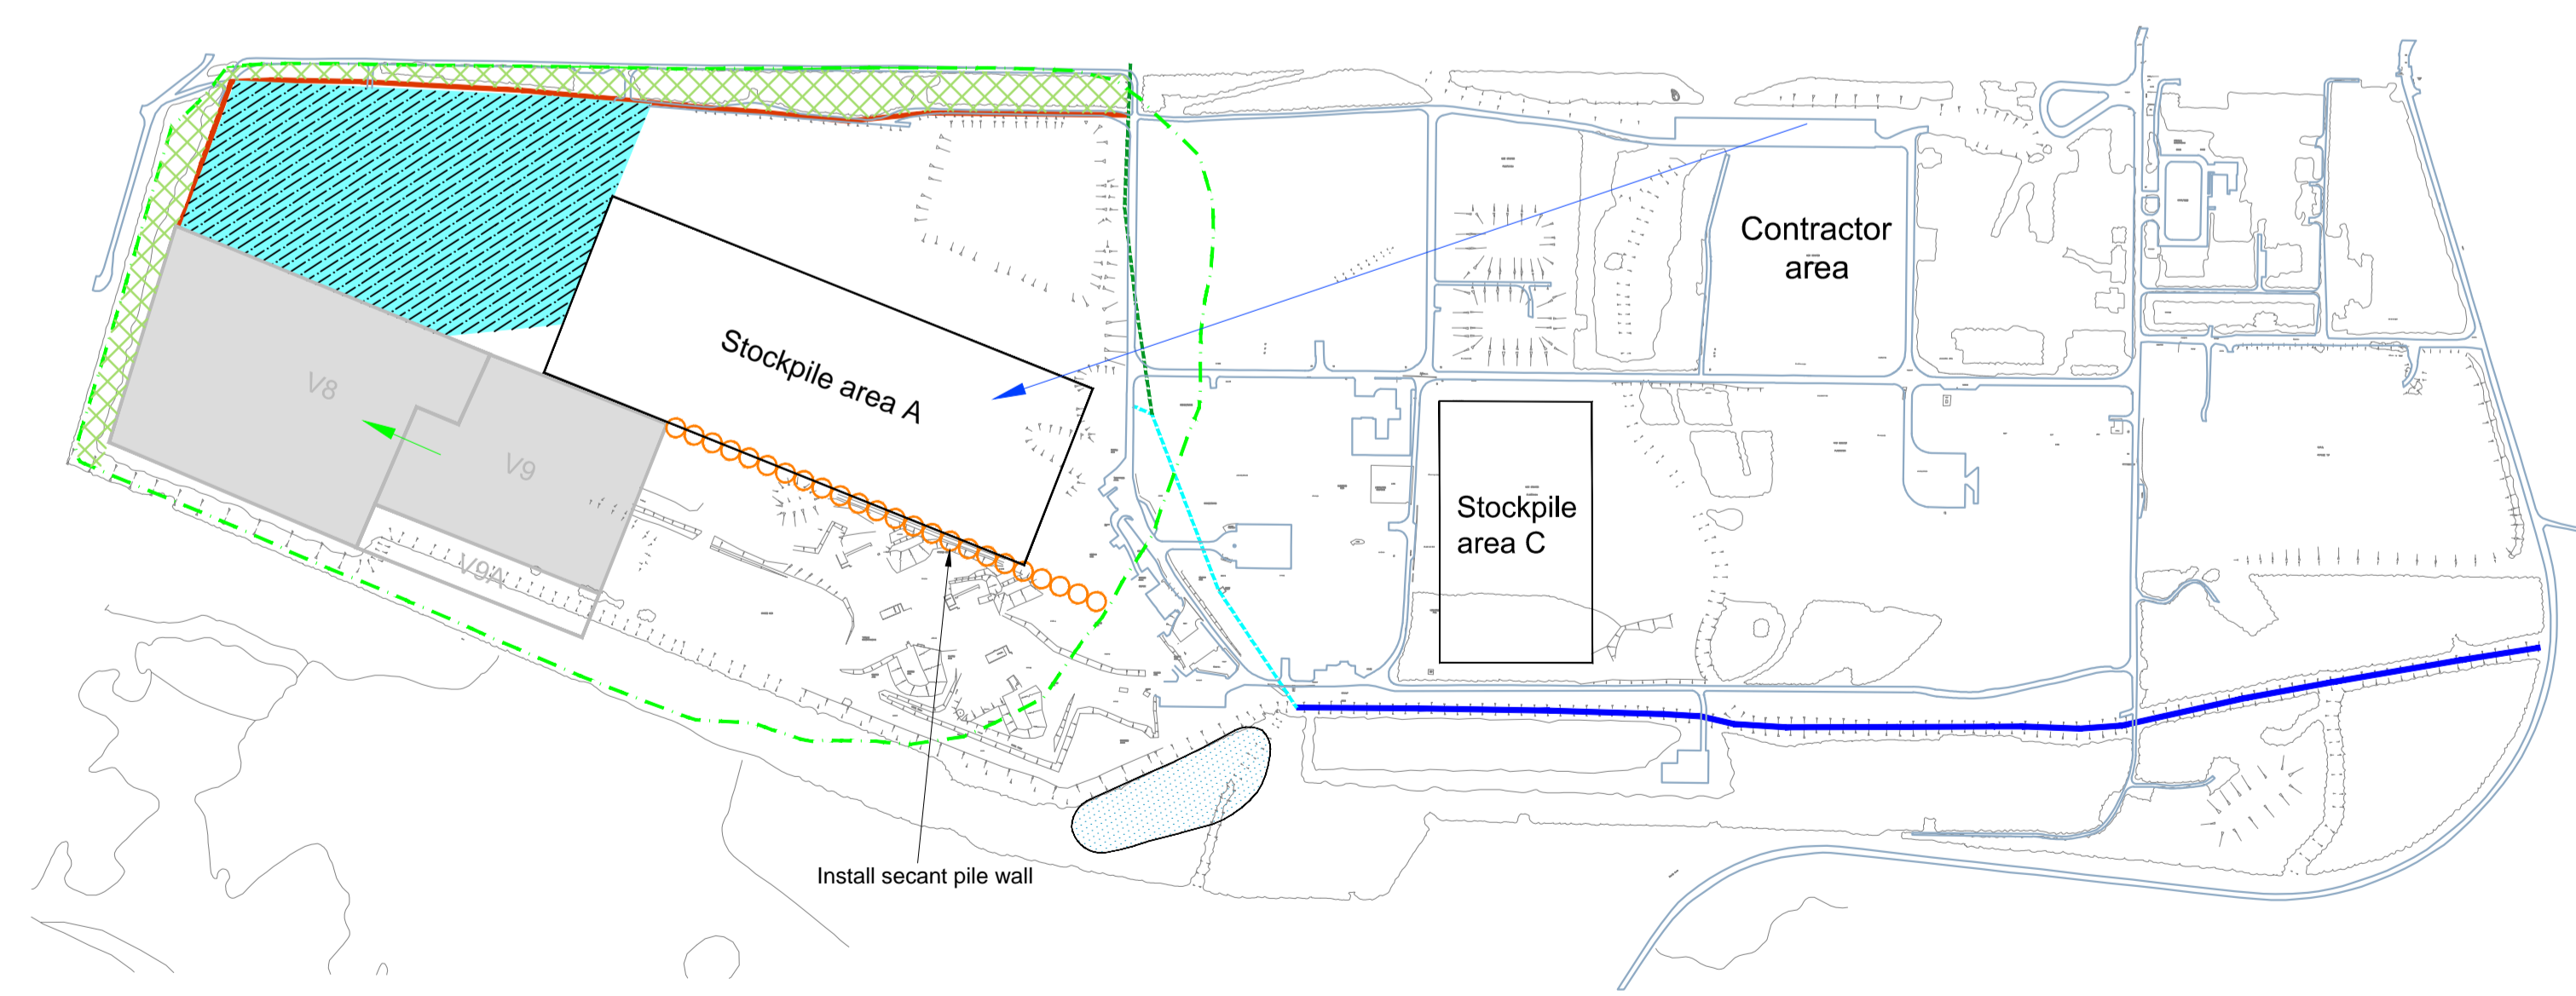 Contractor
area
Stockpile area A
V8
V9
V9A
Stockpile
area C
Install secant pile wall